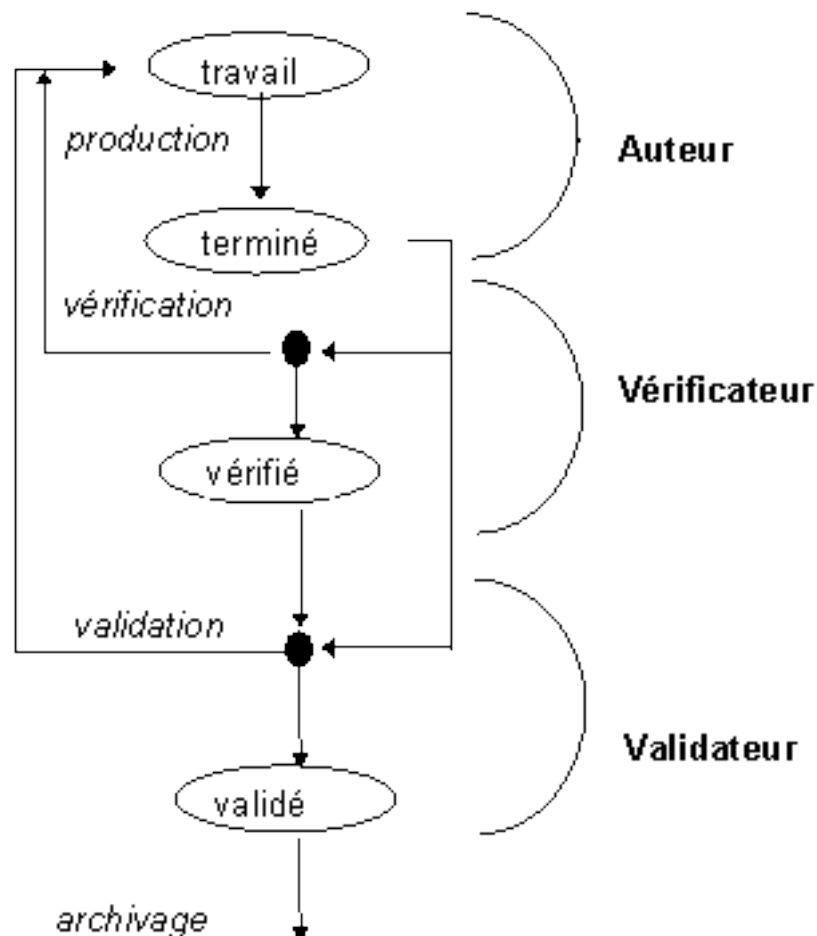 travail
production
Auteur
terminé
vérification
Vérificateur
vérifié
validation
Validateur
validé
archivage